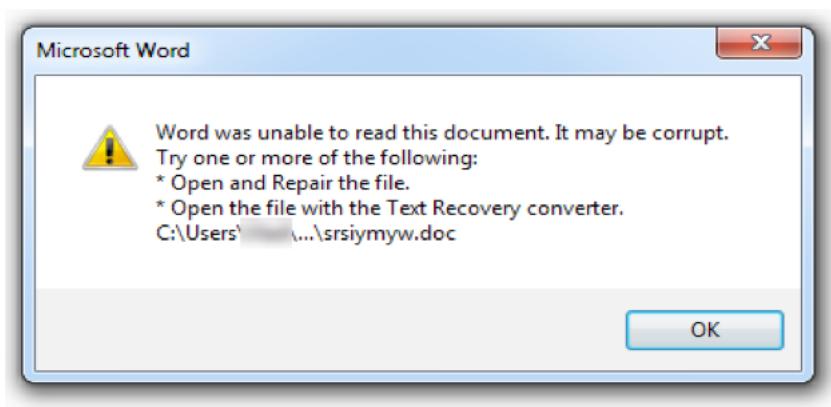 Microsoft Word
Word was unable to read this document. It may be corrupt.
Try one or more of the following:
* Open and Repair the file.
* Open the file with the Text Recovery converter.
C:\Users\ \...\srsiymyw.doc
OK